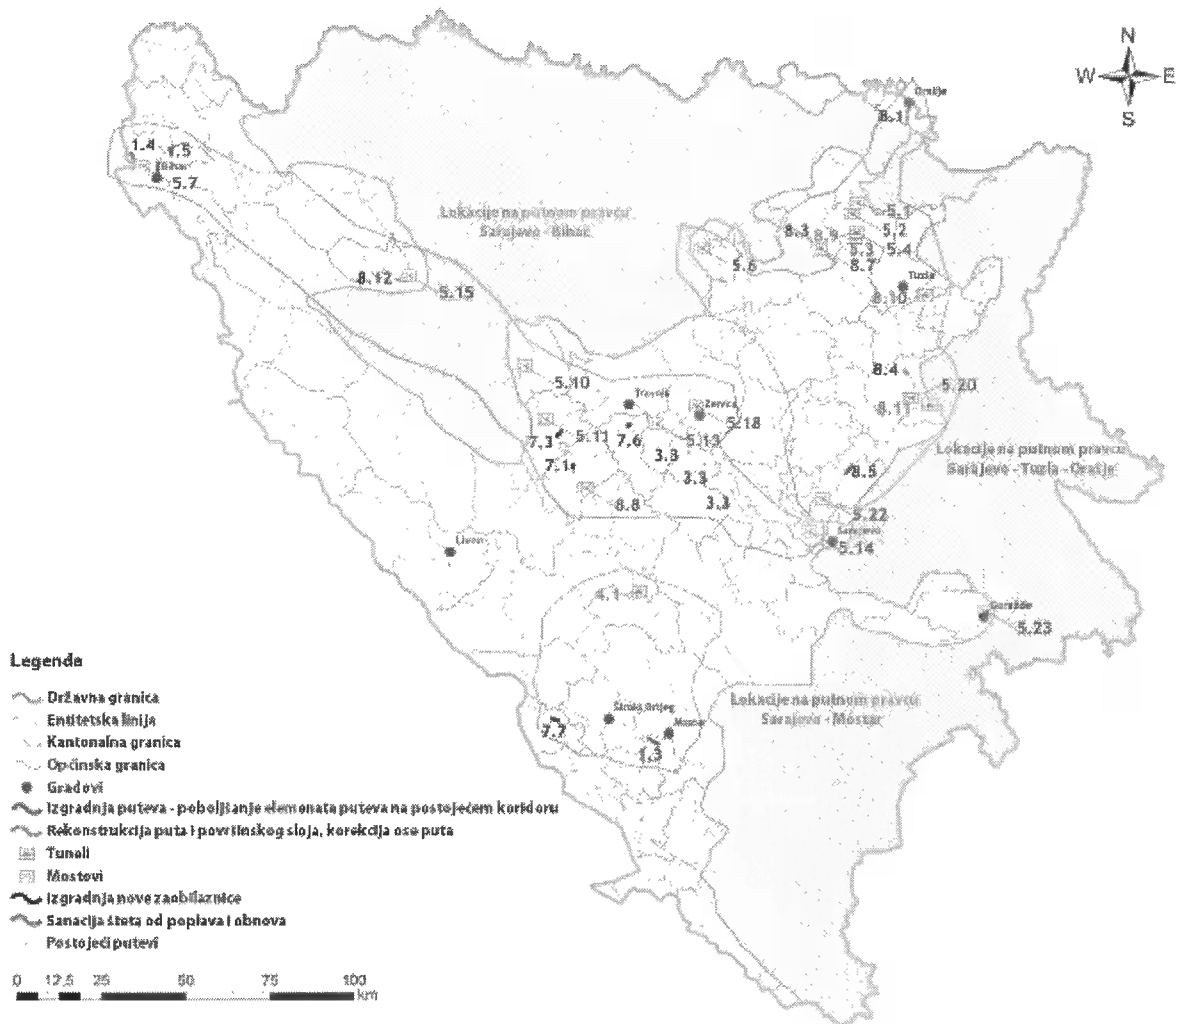 N
W E
S
Orašje
8.1
1.4
1.5
Bihać
5.7
Lokacije na putnom pravcu
Sarajevo - Bihać
5.1
8.3
8.9
5.2
5.3
5.4
8.7
5.6
Tuzla
8.12
5.15
8.10
8.4
5.20
5.10
Travnik
Zenica
8.11
5.18
7.3
5.11
7.6
5.13
3.3
7.1
3.3
8.5
Lokacije na putnom pravcu
Sarajevo - Tuzla - Orašje
8.8
3.3
5.22
Sarajevo
5.14
Livno
4.1
Goražde
5.23
Legenda
Državna granica
Entitetska linija
Kantonalna granica
Općinska granica
Gradovi
Izgradnja puteva - poboljšanje elemenata puteva na postojećem koridoru
Rekonstrukcija puta i površinskog sloja, korekcija ose puta
Tuneli
Mostovi
Izgradnja nove zaobilaznice
Sanacija šteta od poplava i obnova
Postojeći putevi
Lokacije na putnom pravcu
Sarajevo - Mostar
Široki Brijeg
Mostar
7.7
1.3
0 12,5 25 50 75 100
km